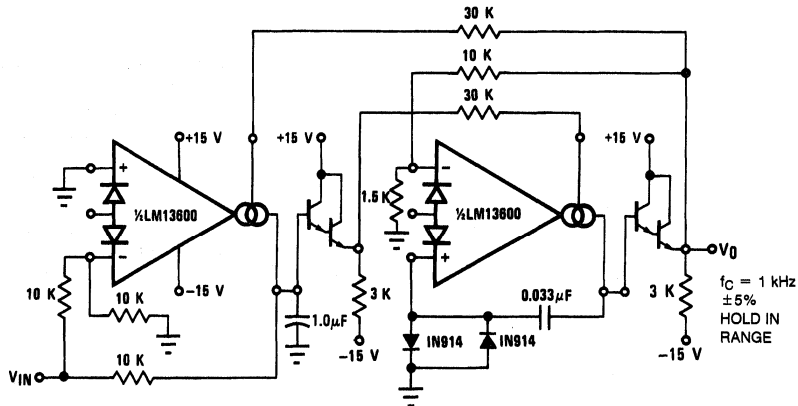 30 K
10 K
30 K
+15 V
+15 V
+15 V
+
−
½LM13600
−15 V
1.5 K
−
+
½LM13600
VO
10 K
10 K
1.0µF
3 K
−15 V
0.033µF
3 K
−15 V
fC = 1 kHz
±5%
HOLD IN
RANGE
IN914
IN914
VIN
10 K